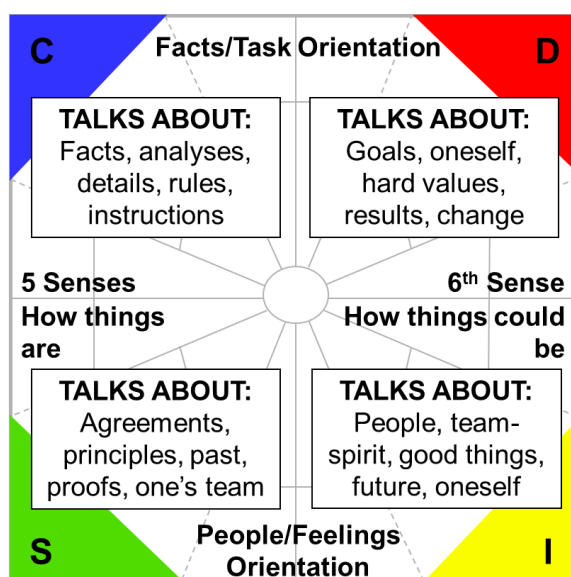 C
Facts/Task Orientation
D
TALKS ABOUT:
Facts, analyses,
details, rules,
instructions
TALKS ABOUT:
Goals, oneself,
hard values,
results, change
5 Senses
How things
are
6th Sense
How things could
be
TALKS ABOUT:
Agreements,
principles, past,
proofs, one's team
TALKS ABOUT:
People, team-
spirit, good things,
future, oneself
S
People/Feelings
Orientation
I